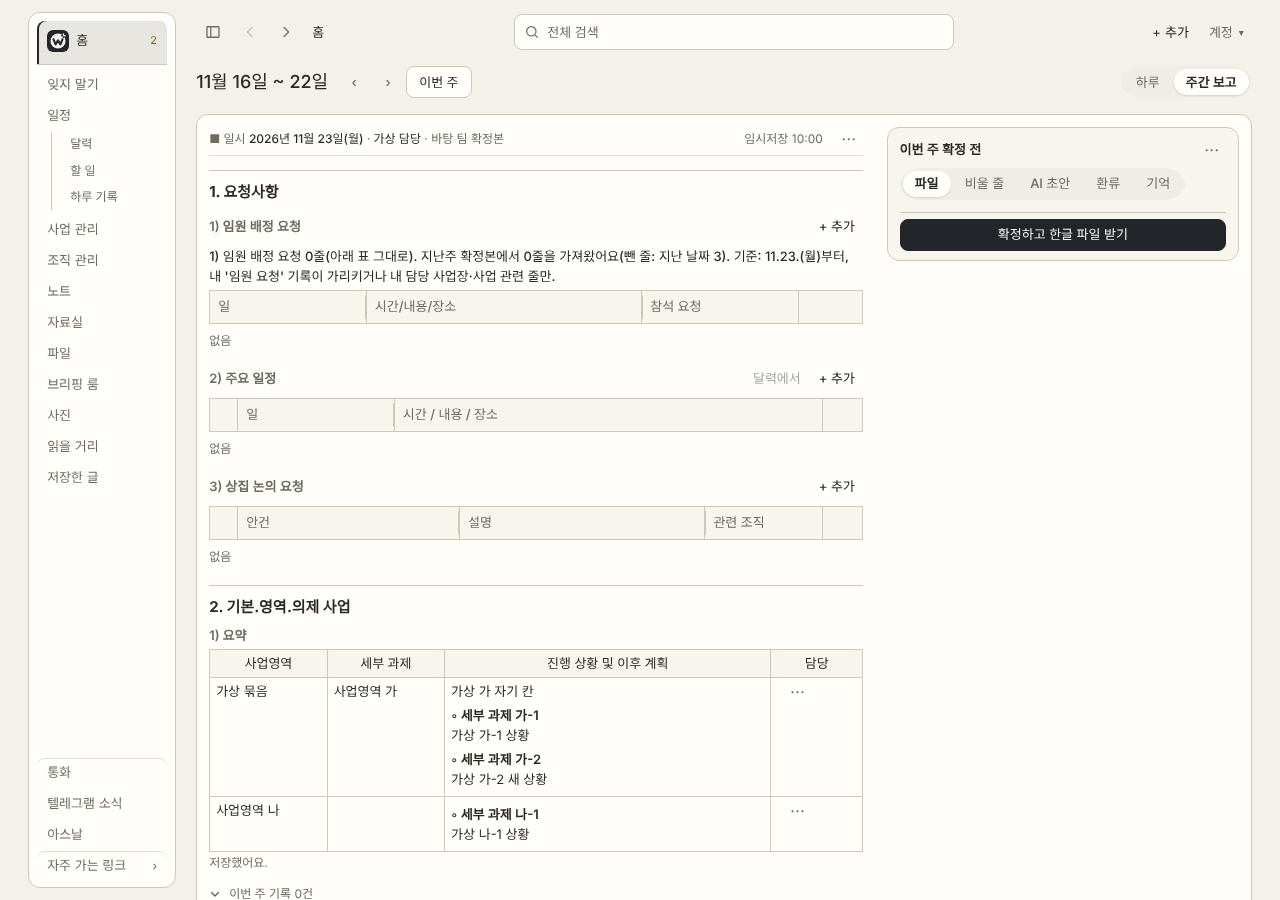 홈 2
잊지 말기
일정
달력
할 일
하루 기록
사업 관리
조직 관리
노트
자료실
파일
브리핑 룸
사진
읽을 거리
저장한 글
통화
텔레그램 소식
아스날
자주 가는 링크 ›
홈
전체 검색
+ 추가 계정 ▾
11월 16일 ~ 22일 ‹ › 이번 주
하루 주간 보고
■ 일시 2026년 11월 23일(월) · 가상 담당 · 바탕 팀 확정본 임시저장 10:00 ···
1. 요청사항
1) 임원 배정 요청 + 추가
1) 임원 배정 요청 0줄(아래 표 그대로). 지난주 확정본에서 0줄을 가져왔어요(뺀 줄: 지난 날짜 3). 기준: 11.23.(월)부터,
내 '임원 요청' 기록이 가리키거나 내 담당 사업장·사업 관련 줄만.
일 시간/내용/장소 참석 요청
없음
2) 주요 일정 달력에서 + 추가
일 시간 / 내용 / 장소
없음
3) 상집 논의 요청 + 추가
안건 설명 관련 조직
없음
2. 기본.영역.의제 사업
1) 요약
사업영역 세부 과제 진행 상황 및 이후 계획 담당
가상 묶음 사업영역 가 가상 가 자기 칸 ···
∘ 세부 과제 가-1
가상 가-1 상황
∘ 세부 과제 가-2
가상 가-2 새 상황
사업영역 나 ∘ 세부 과제 나-1 ···
가상 나-1 상황
저장했어요.
이번 주 기록 0건
이번 주 확정 전 ···
파일 비울 줄 AI 초안 환류 기억
확정하고 한글 파일 받기